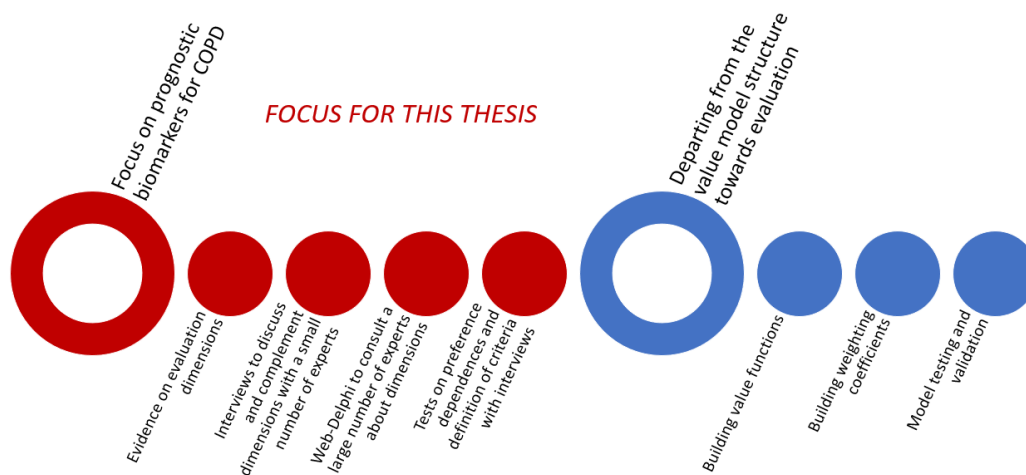 Focus on prognostic
biomarkers for COPD
FOCUS FOR THIS THESIS
Departing from the
value model structure
towards evaluation
Evidence on evaluation
dimensions
Interviews to discuss
and complement
dimensions with a small
number of experts
Web-Delphi to consult a
large number of experts
about dimensions
Tests on preference
dependences and
definition of criteria
with interviews
Building value functions
Building weighting
coefficients
Model testing and
validation